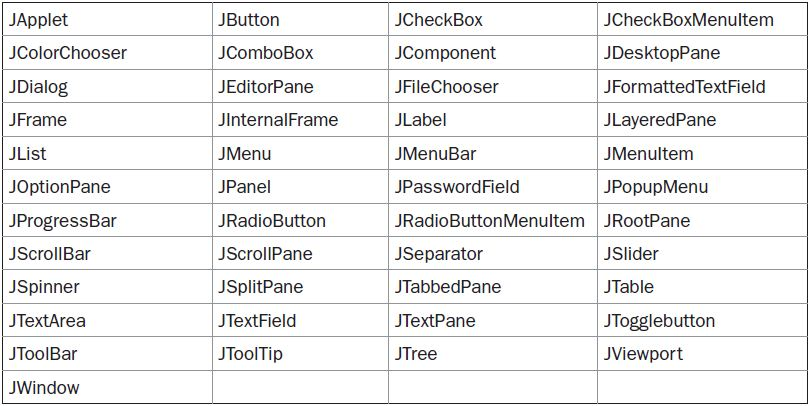 JApplet JButton JCheckBox JCheckBoxMenuItem
JColorChooser JComboBox JComponent JDesktopPane
JDialog JEditorPane JFileChooser JFormattedTextField
JFrame JInternalFrame JLabel JLayeredPane
JList JMenu JMenuBar JMenuItem
JOptionPane JPanel JPasswordField JPopupMenu
JProgressBar JRadioButton JRadioButtonMenuItem JRootPane
JScrollBar JScrollPane JSeparator JSlider
JSpinner JSplitPane JTabbedPane JTable
JTextArea JTextField JTextPane JTogglebutton
JToolBar JToolTip JTree JViewport
JWindow